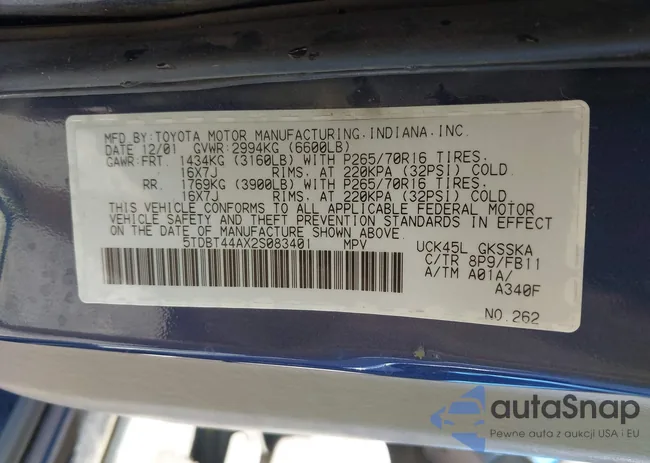 MFD.BY:TOYOTA MOTOR MANUFACTURING.INDIANA.INC.
DATE 12/01 GVWR:2994KG (6600LB)
GAWR:FRT. 1434KG (3160LB) WITH P265/70R16 TIRES.
16X7J RIMS. AT 220KPA (32PSI) COLD.
RR. 1769KG (3900LB) WITH P265/70R16 TIRES.
16X7J RIMS. AT 220KPA (32PSI) COLD.
THIS VEHICLE CONFORMS TO ALL APPLICABLE FEDERAL MOTOR
VEHICLE SAFETY AND THEFT PREVENTION STANDARDS IN EFFECT
ON THE DATE OF MANUFACTURE SHOWN ABOVE.
5TDBT44AX2S083401 MPV UCK45L GKSSKA
C/TR 8P9/FB11
A/TM A01A/
A340F
NO.262
autaSnap
Pewne auta z aukcji USA i EU